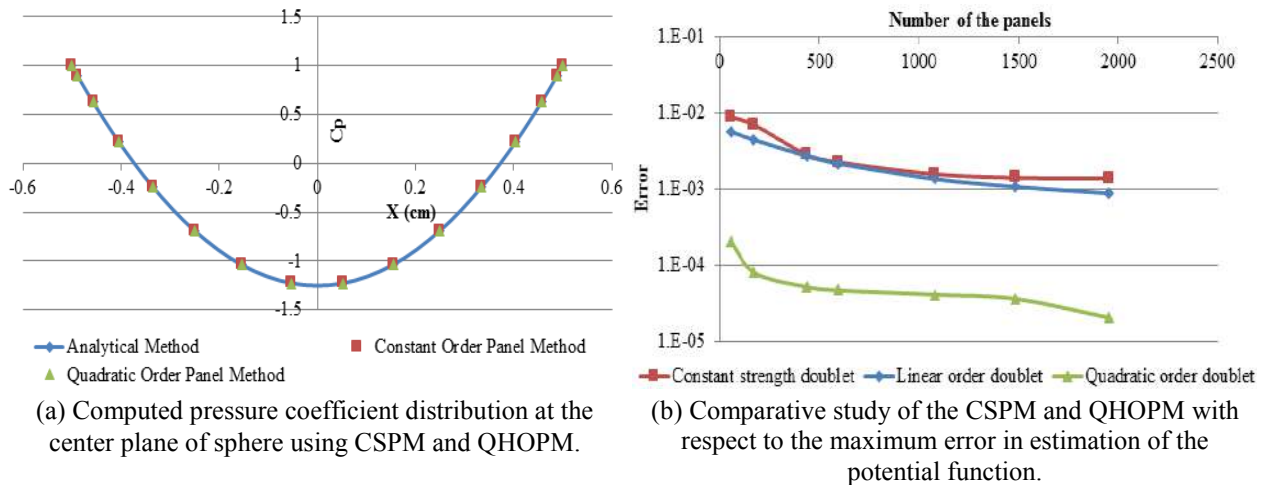 1.5
1
0.5
0
-0.5
-1
-1.5
-0.6
-0.4
-0.2
0
0.2
0.4
0.6
Cp
X (cm)
Analytical Method
Constant Order Panel Method
Quadratic Order Panel Method
(a) Computed pressure coefficient distribution at the
center plane of sphere using CSPM and QHOPM.
Number of the panels
1.E-01
1.E-02
1.E-03
1.E-04
1.E-05
0
500
1000
1500
2000
2500
Error
Constant strength doublet
Linear order doublet
Quadratic order doublet
(b) Comparative study of the CSPM and QHOPM with
respect to the maximum error in estimation of the
potential function.